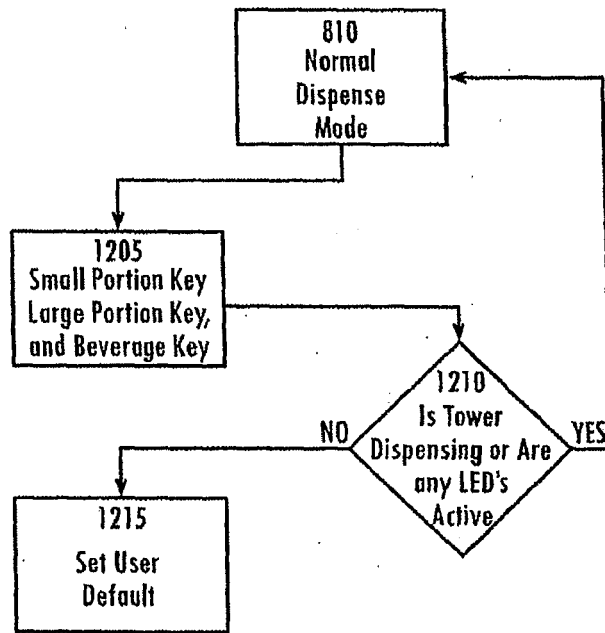 810
Normal
Dispense
Mode
1205
Small Portion Key
Large Portion Key,
and Beverage Key
1210
Is Tower
Dispensing or Are
any LED's
Active
NO
YES
1215
Set User
Default